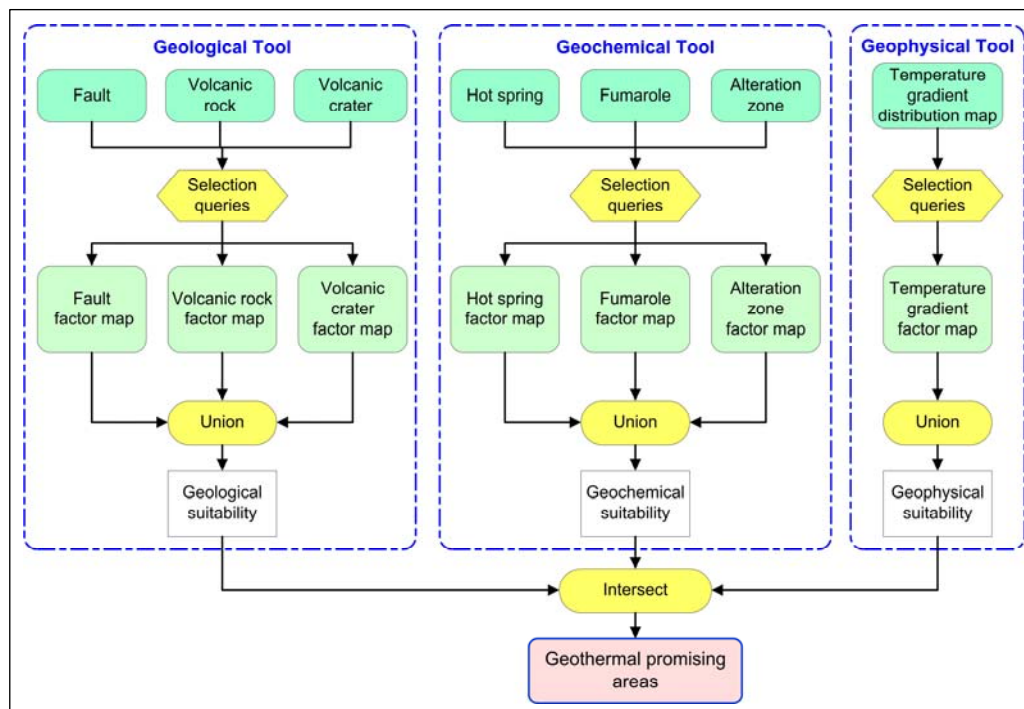 Geological Tool
Fault
Volcanic
rock
Volcanic
crater
Selection
queries
Fault
factor map
Volcanic rock
factor map
Volcanic
crater
factor map
Union
Geological
suitability
Geochemical Tool
Hot spring
Fumarole
Alteration
zone
Selection
queries
Hot spring
factor map
Fumarole
factor map
Alteration
zone
factor map
Union
Geochemical
suitability
Geophysical Tool
Temperature
gradient
distribution map
Selection
queries
Temperature
gradient
factor map
Union
Geophysical
suitability
Intersect
Geothermal promising
areas